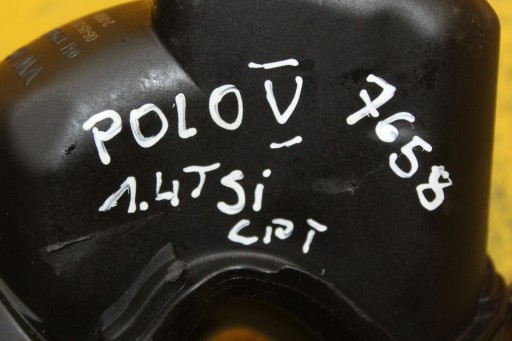 POLO V
7658
1.4TSi
CPT